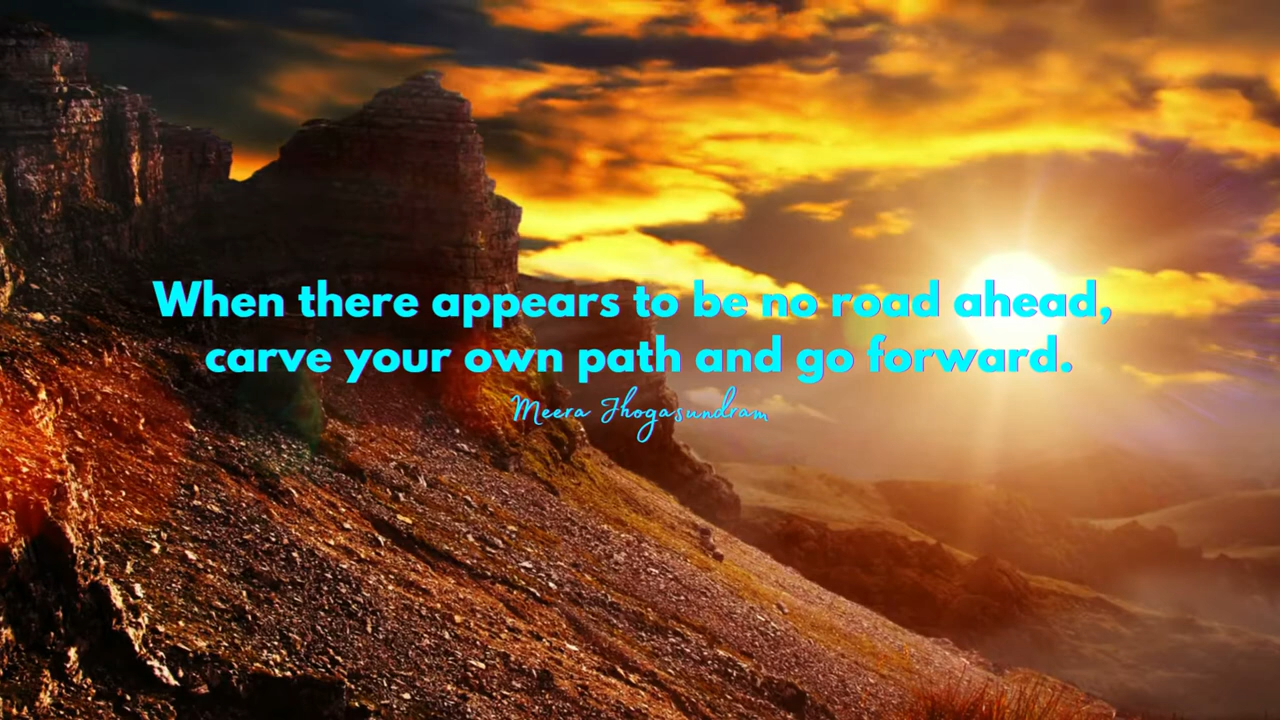 When there appears to be no road ahead,
carve your own path and go forward.
Meera Jhogasundram